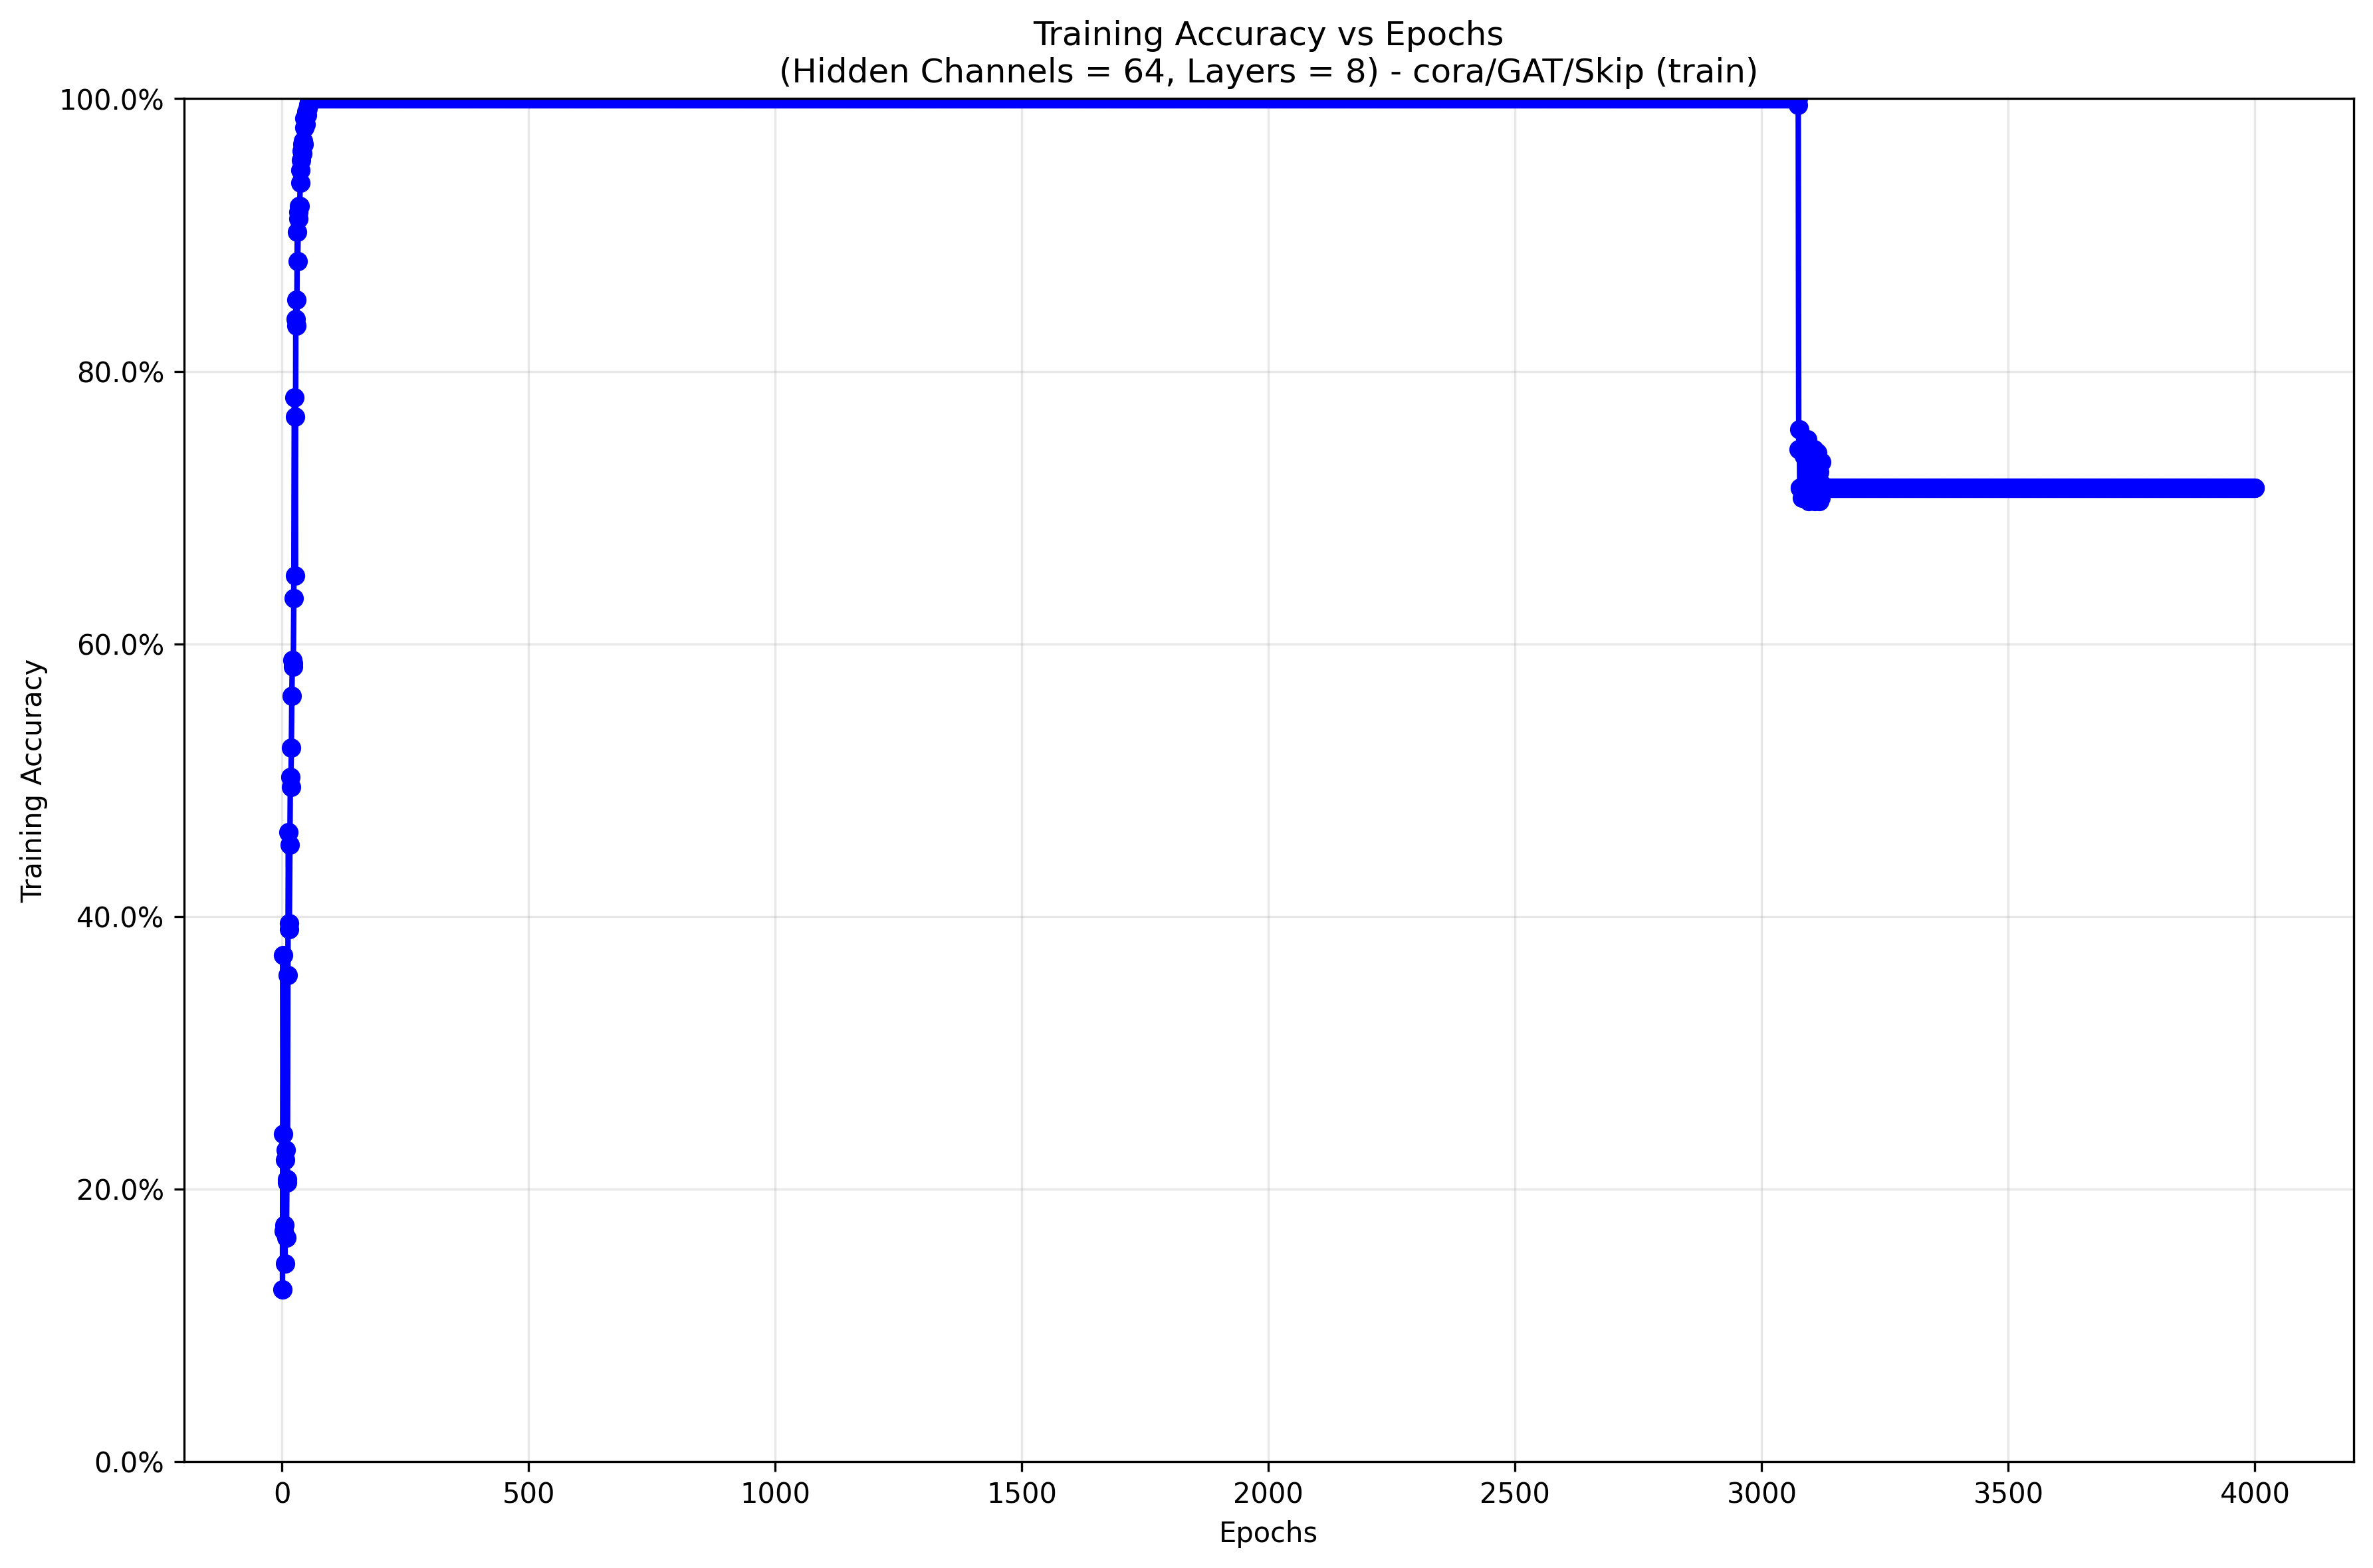 Training Accuracy vs Epochs
(Hidden Channels = 64, Layers = 8) - cora/GAT/Skip (train)
100.0%
80.0%
60.0%
40.0%
20.0%
0.0%
Training Accuracy
0 500 1000 1500 2000 2500 3000 3500 4000
Epochs